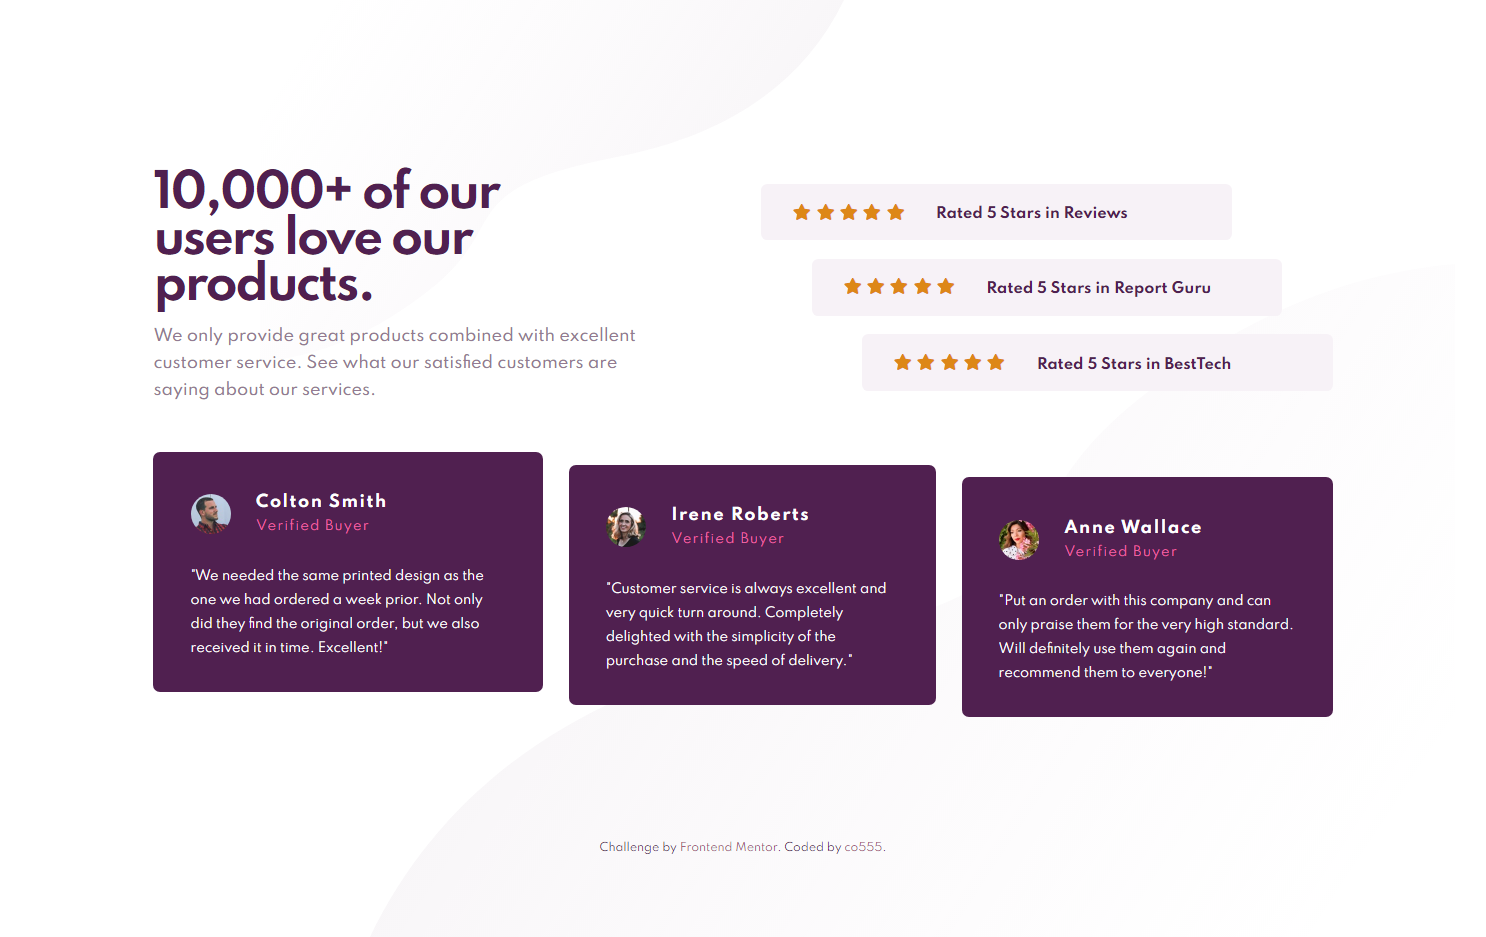 10,000+ of our
users love our
products.
We only provide great products combined with excellent
customer service. See what our satisfied customers are
saying about our services.
Rated 5 Stars in Reviews
Rated 5 Stars in Report Guru
Rated 5 Stars in BestTech
Colton Smith
Verified Buyer
"We needed the same printed design as the
one we had ordered a week prior. Not only
did they find the original order, but we also
received it in time. Excellent!"
Irene Roberts
Verified Buyer
"Customer service is always excellent and
very quick turn around. Completely
delighted with the simplicity of the
purchase and the speed of delivery."
Anne Wallace
Verified Buyer
"Put an order with this company and can
only praise them for the very high standard.
Will definitely use them again and
recommend them to everyone!"
Challenge by Frontend Mentor. Coded by co555.